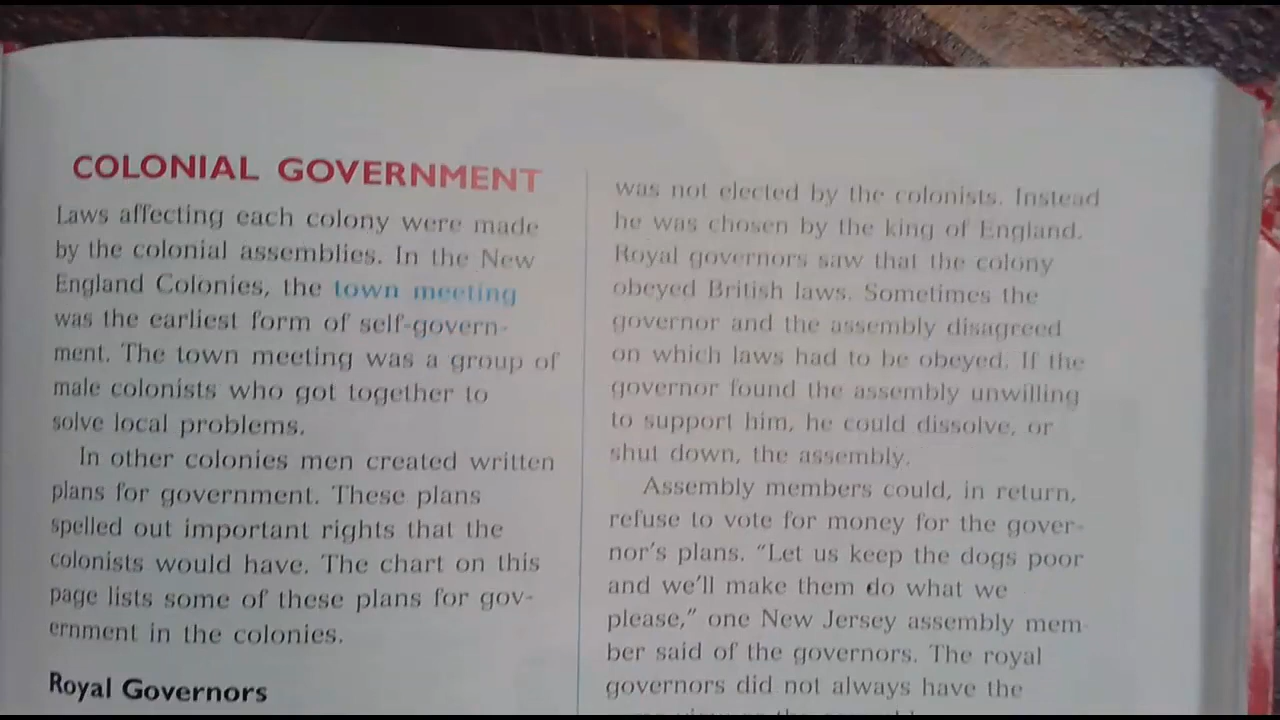 COLONIAL GOVERNMENT
Laws affecting each colony were made
by the colonial assemblies. In the New
England Colonies, the town meeting
was the earliest form of self-govern-
ment. The town meeting was a group of
male colonists who got together to
solve local problems.
In other colonies men created written
plans for government. These plans
spelled out important rights that the
colonists would have. The chart on this
page lists some of these plans for gov-
ernment in the colonies.
Royal Governors
was not elected by the colonists. Instead
he was chosen by the king of England.
Royal governors saw that the colony
obeyed British laws. Sometimes the
governor and the assembly disagreed
on which laws had to be obeyed. If the
governor found the assembly unwilling
to support him, he could dissolve, or
shut down, the assembly.
Assembly members could, in return,
refuse to vote for money for the gover-
nor's plans. "Let us keep the dogs poor
and we'll make them do what we
please," one New Jersey assembly mem-
ber said of the governors. The royal
governors did not always have the